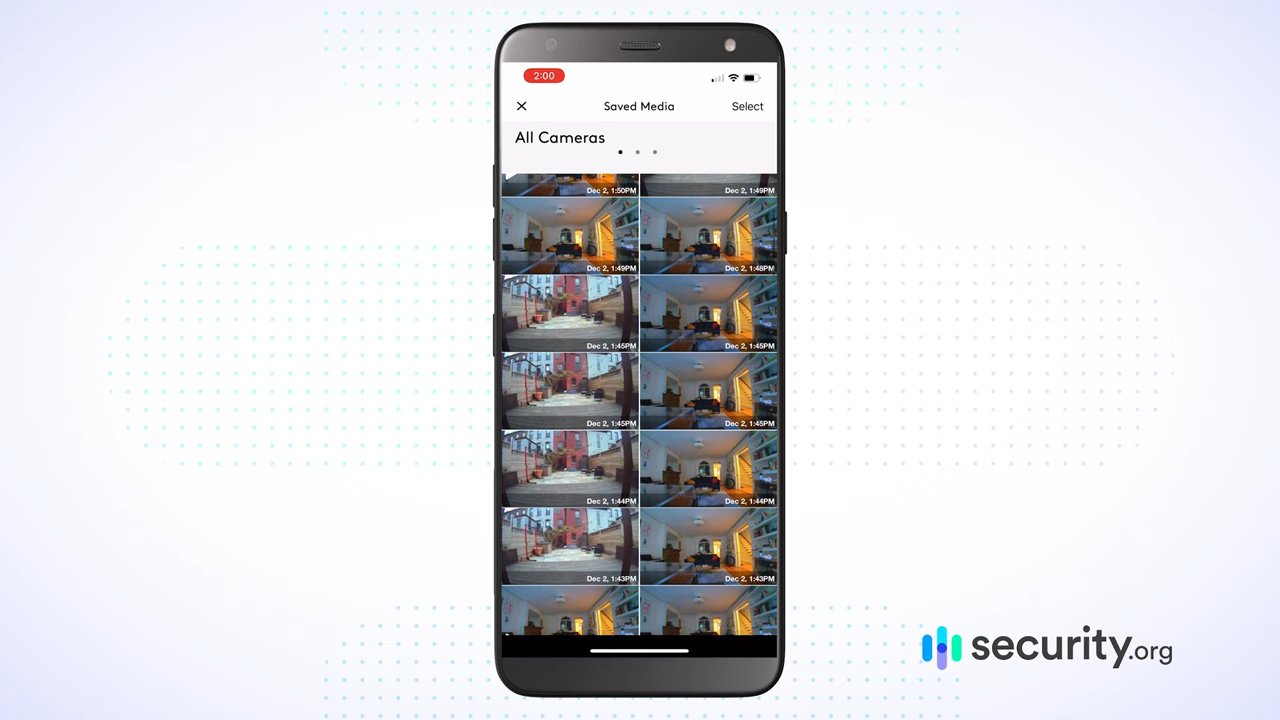 2:00
Saved Media
Select
All Cameras
Dec 2, 1:50PM
Dec 2, 1:49PM
Dec 2, 1:49PM
Dec 2, 1:48PM
Dec 2, 1:45PM
Dec 2, 1:45PM
Dec 2, 1:45PM
Dec 2, 1:45PM
Dec 2, 1:44PM
Dec 2, 1:44PM
Dec 2, 1:43PM
Dec 2, 1:43PM
security.org